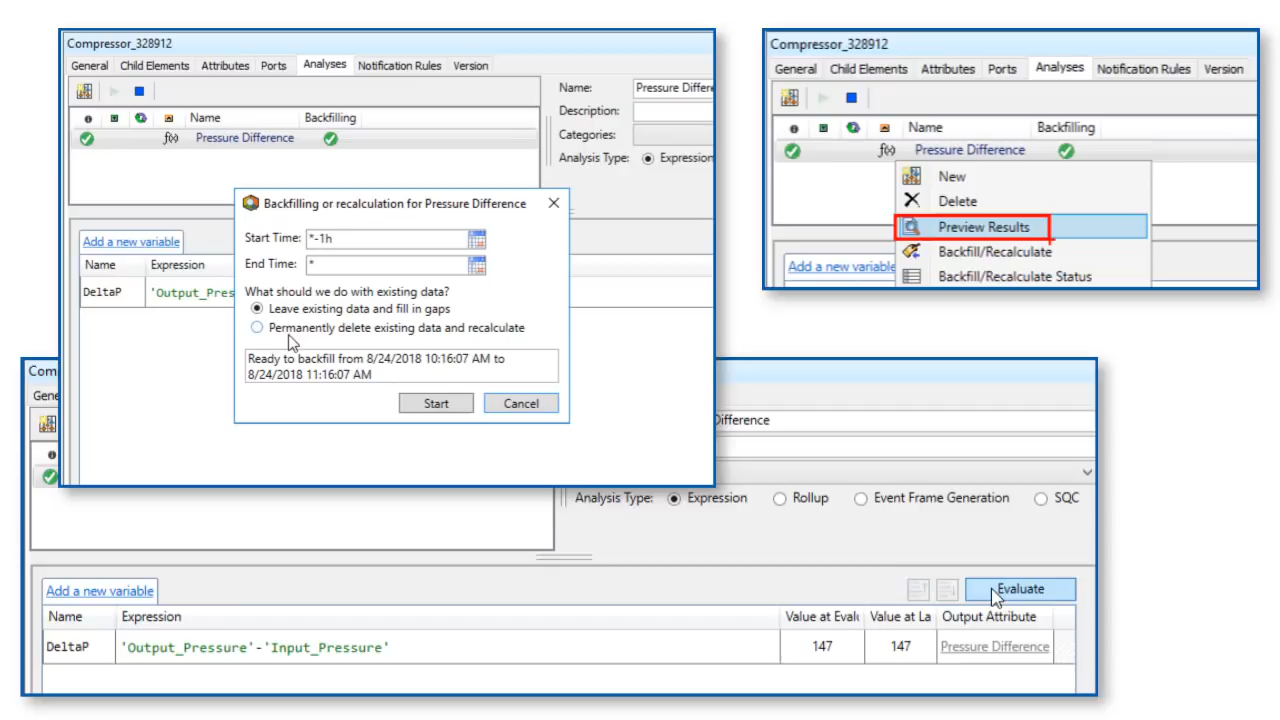 Compressor_328912
General Child Elements Attributes Ports Analyses Notification Rules Version
Name: Pressure Differe
Description:
Categories:
Analysis Type: Expression
Name Backfilling
f(x) Pressure Difference
Add a new variable
Name Expression
DeltaP 'Output_Pres
Backfilling or recalculation for Pressure Difference
Start Time: *-1h
End Time: *
What should we do with existing data?
Leave existing data and fill in gaps
Permanently delete existing data and recalculate
Ready to backfill from 8/24/2018 10:16:07 AM to
8/24/2018 11:16:07 AM
Start Cancel
Compressor_328912
General Child Elements Attributes Ports Analyses Notification Rules Version
Name Backfilling
f(x) Pressure Difference
New
Delete
Preview Results
Backfill/Recalculate
Backfill/Recalculate Status
Add a new variable
Com
Gene
Difference
Analysis Type: Expression Rollup Event Frame Generation SQC
Add a new variable
Evaluate
Name Expression Value at Evalu Value at La Output Attribute
DeltaP 'Output_Pressure'-'Input_Pressure' 147 147 Pressure Difference